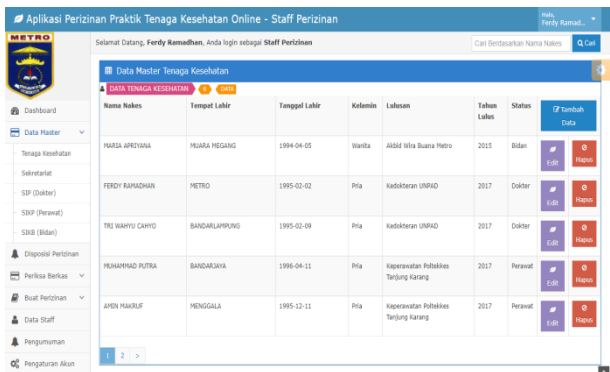 Aplikasi Perizinan Praktik Tenaga Kesehatan Online - Staff Perizinan
Halo,
Ferdy Ramad...
METRO
Selamat Datang, Ferdy Ramadhan, Anda login sebagai Staff Perizinan
Cari Berdasarkan Nama Nakes
Cari
Dashboard
Data Master
Tenaga Kesehatan
Sekretariat
SIP (Dokter)
SIKP (Perawat)
SIKB (Bidan)
Disposisi Perizinan
Periksa Berkas
Buat Perizinan
Data Staff
Pengumuman
Pengaturan Akun
Data Master Tenaga Kesehatan
DATA TENAGA KESEHATAN 6 DATA
Nama Nakes Tempat Lahir Tanggal Lahir Kelamin Lulusan Tahun Lulus Status Tambah Data
MARIA APRIYANA MUARA MEGANG 1994-04-05 Wanita Akbid Wira Buana Metro 2015 Bidan Edit Hapus
FERDY RAMADHAN METRO 1995-02-02 Pria Kedokteran UNPAD 2017 Dokter Edit Hapus
TRI WAHYU CAHYO BANDARLAMPUNG 1995-02-09 Pria Kedokteran UNPAD 2017 Dokter Edit Hapus
MUHAMMAD PUTRA BANDARJAYA 1996-04-11 Pria Keperawatan Poltekkes Tanjung Karang 2017 Perawat Edit Hapus
AMIN MAKRUF MENGGALA 1995-12-11 Pria Keperawatan Poltekkes Tanjung Karang 2017 Perawat Edit Hapus
1 2 >